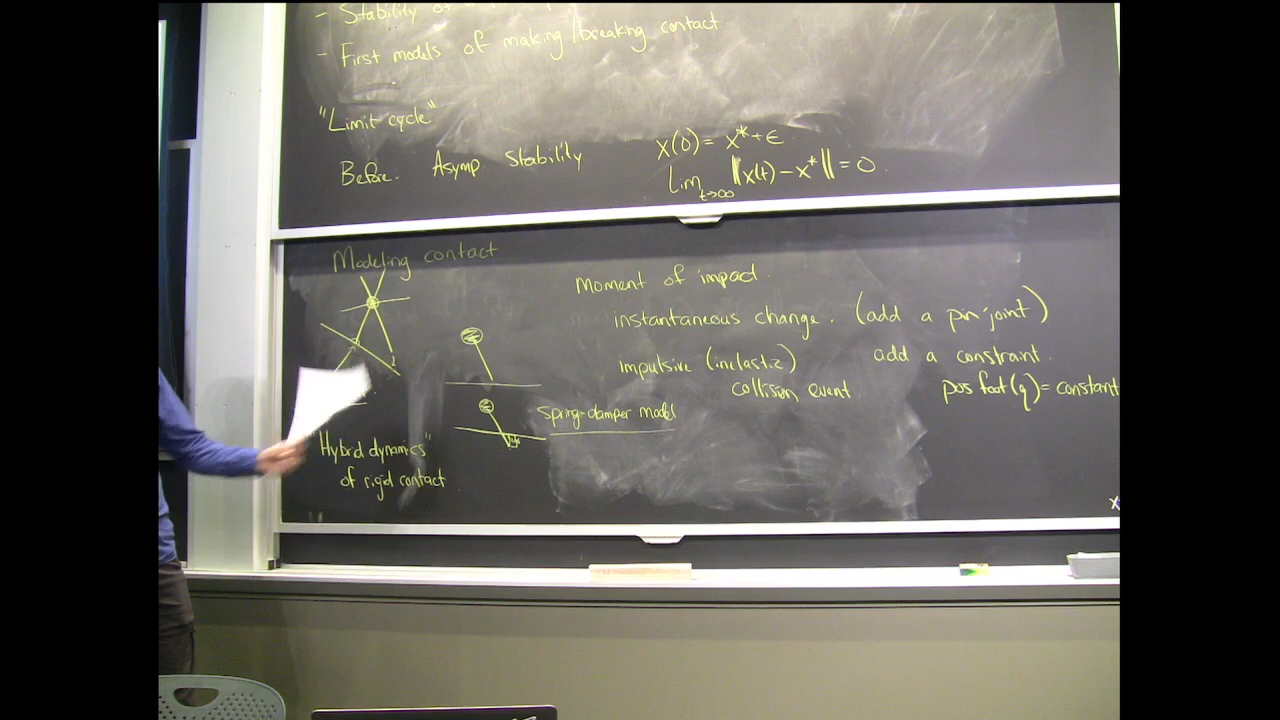 - Stability of a
- First models of making/breaking contact
"Limit cycle"
Before. Asymp. Stability
x(0) = x* + ε
lim t→∞ ||x(t) - x*|| = 0.
Modeling contact
"Hybrid dynamics"
of rigid contact
spring-damper model
Moment of impact.
instantaneous change. (add a pin joint)
impulsive (inelastic)
collision event
add a constraint.
pos foot(q) = constant
x